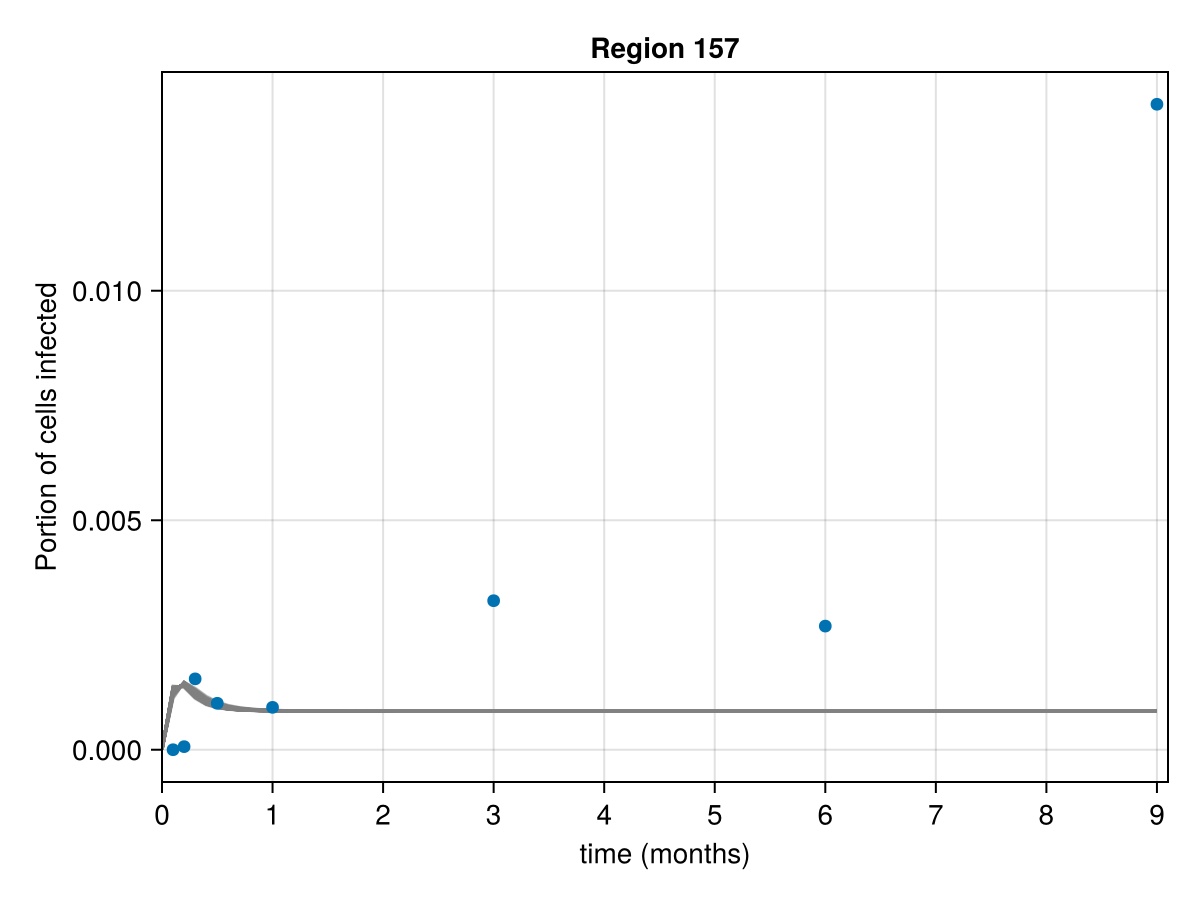 Region 157
Portion of cells infected
0.010
0.005
0.000
0 1 2 3 4 5 6 7 8 9
time (months)